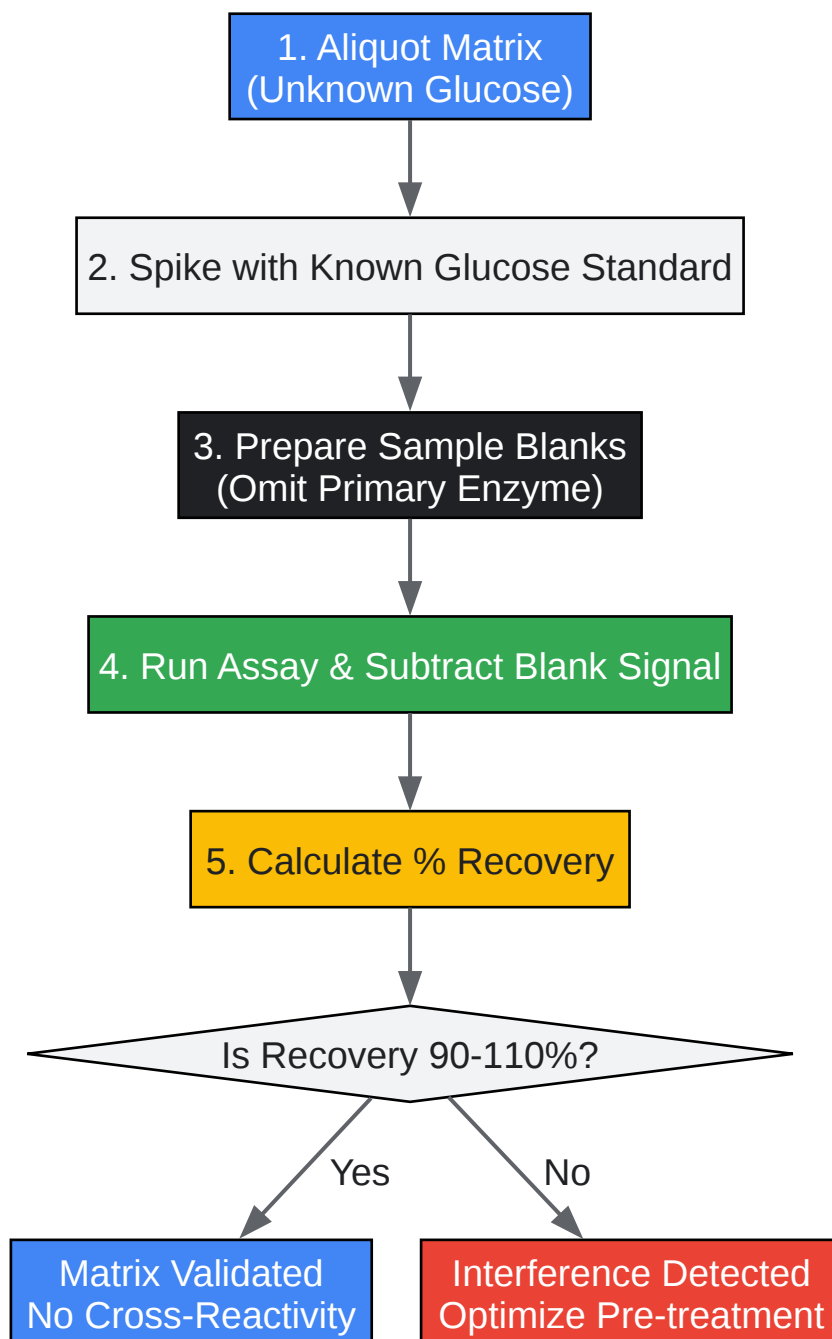 1. Aliquot Matrix
(Unknown Glucose)
2. Spike with Known Glucose Standard
3. Prepare Sample Blanks
(Omit Primary Enzyme)
4. Run Assay & Subtract Blank Signal
5. Calculate % Recovery
Is Recovery 90-110%?
Yes
No
Matrix Validated
No Cross-Reactivity
Interference Detected
Optimize Pre-treatment